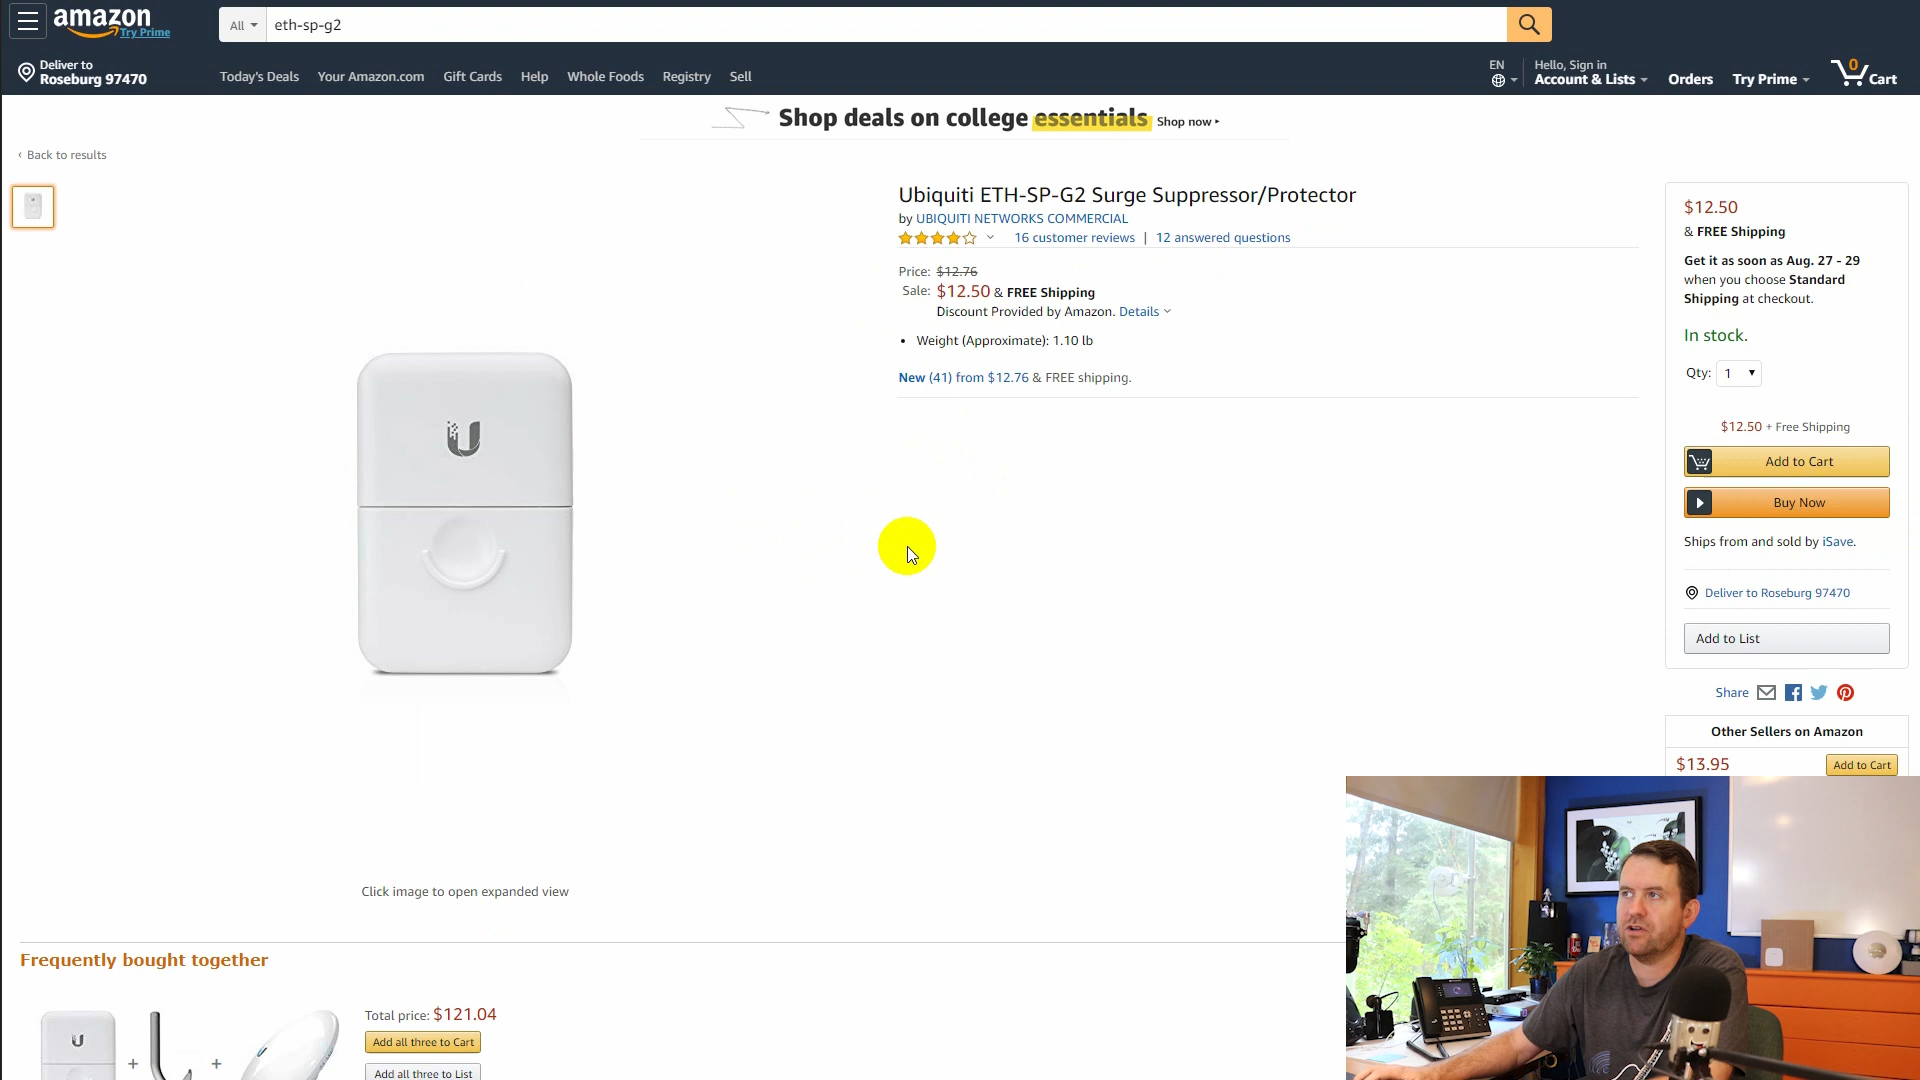 amazon
Try Prime
All
eth-sp-g2
Deliver to
Roseburg 97470
Today's Deals
Your Amazon.com
Gift Cards
Help
Whole Foods
Registry
Sell
EN
Hello, Sign in
Account & Lists
Orders
Try Prime
0
Cart
Shop deals on college essentials Shop now ▸
‹ Back to results
Ubiquiti ETH-SP-G2 Surge Suppressor/Protector
by UBIQUITI NETWORKS COMMERCIAL
16 customer reviews | 12 answered questions
Price: $12.76
Sale: $12.50 & FREE Shipping
Discount Provided by Amazon. Details
• Weight (Approximate): 1.10 lb
New (41) from $12.76 & FREE shipping.
Click image to open expanded view
$12.50
& FREE Shipping
Get it as soon as Aug. 27 - 29
when you choose Standard
Shipping at checkout.
In stock.
Qty: 1
$12.50 + Free Shipping
Add to Cart
Buy Now
Ships from and sold by iSave.
Deliver to Roseburg 97470
Add to List
Share
Other Sellers on Amazon
$13.95
Add to Cart
Frequently bought together
+
+
Total price: $121.04
Add all three to Cart
Add all three to List